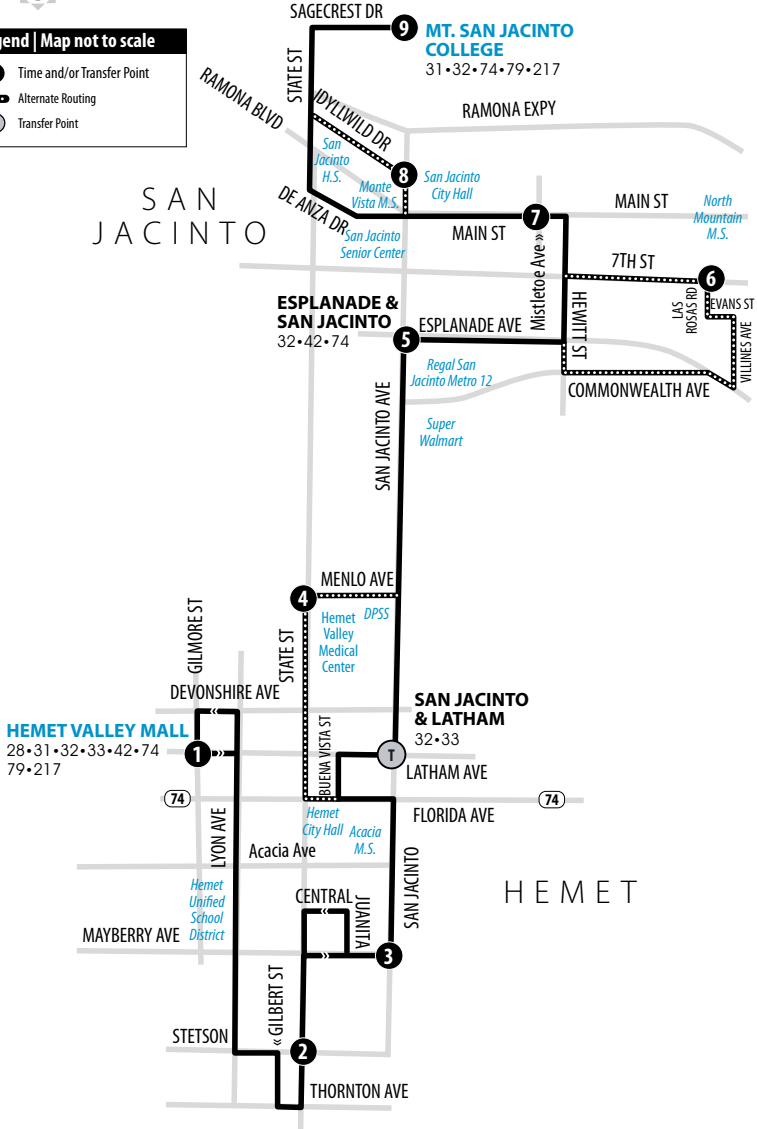 SAGECREST DR
9
MT. SAN JACINTO
COLLEGE
31•32•74•79•217
gend | Map not to scale
Time and/or Transfer Point
Alternate Routing
Transfer Point
STATE ST
RAMONA BLVD
IDYLLWILD DR
RAMONA EXPY
San
Jacinto
H.S.
8
Monte
Vista M.S.
San Jacinto
City Hall
SAN
JACINTO
DE ANZA DR
San Jacinto
Senior Center
MAIN ST
7
MAIN ST
North
Mountain
M.S.
Mistletoe Ave »
7TH ST
6
LAS
ROSAS RD
EVANS ST
VILLINES AVE
HEWITT ST
ESPLANADE &
SAN JACINTO
32•42•74
5
ESPLANADE AVE
Regal San
Jacinto Metro 12
COMMONWEALTH AVE
SAN JACINTO AVE
Super
Walmart
MENLO AVE
4
Hemet
Valley
Medical
Center
DPSS
GILMORE ST
STATE ST
DEVONSHIRE AVE
«
HEMET VALLEY MALL
28•31•32•33•42•74
79•217
1
»
SAN JACINTO
& LATHAM
32•33
BUENA VISTA ST
T
LATHAM AVE
74
74
FLORIDA AVE
Hemet
City Hall
Acacia
M.S.
LYON AVE
Acacia Ave
SAN JACINTO
HEMET
Hemet
Unified
School
District
CENTRAL
«
JUANITA
MAYBERRY AVE
»
3
« GILBERT ST
STETSON
2
THORNTON AVE